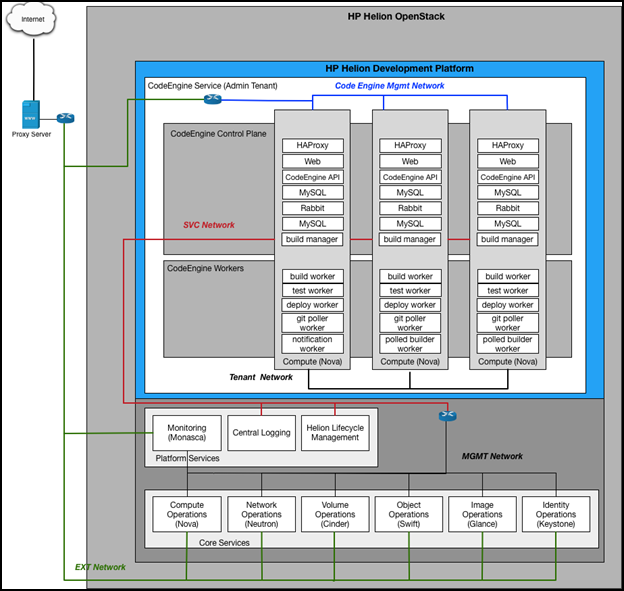 Internet
HP Helion OpenStack
HP Helion Development Platform
CodeEngine Service (Admin Tenant)
Code Engine Mgmt Network
www
Proxy Server
CodeEngine Control Plane
HAProxy
Web
CodeEngine API
MySQL
Rabbit
MySQL
build manager
HAProxy
Web
CodeEngine API
MySQL
Rabbit
MySQL
build manager
HAProxy
Web
CodeEngine API
MySQL
Rabbit
MySQL
build manager
SVC Network
CodeEngine Workers
build worker
test worker
deploy worker
git poller
worker
notification
worker
Compute (Nova)
build worker
test worker
deploy worker
git poller
worker
polled builder
worker
Compute (Nova)
build worker
test worker
deploy worker
git poller
worker
polled builder
worker
Compute (Nova)
Tenant Network
Monitoring
(Monasca)
Central Logging
Helion Lifecycle
Management
Platform Services
MGMT Network
Compute
Operations
(Nova)
Network
Operations
(Neutron)
Volume
Operations
(Cinder)
Object
Operations
(Swift)
Image
Operations
(Glance)
Identity
Operations
(Keystone)
Core Services
EXT Network